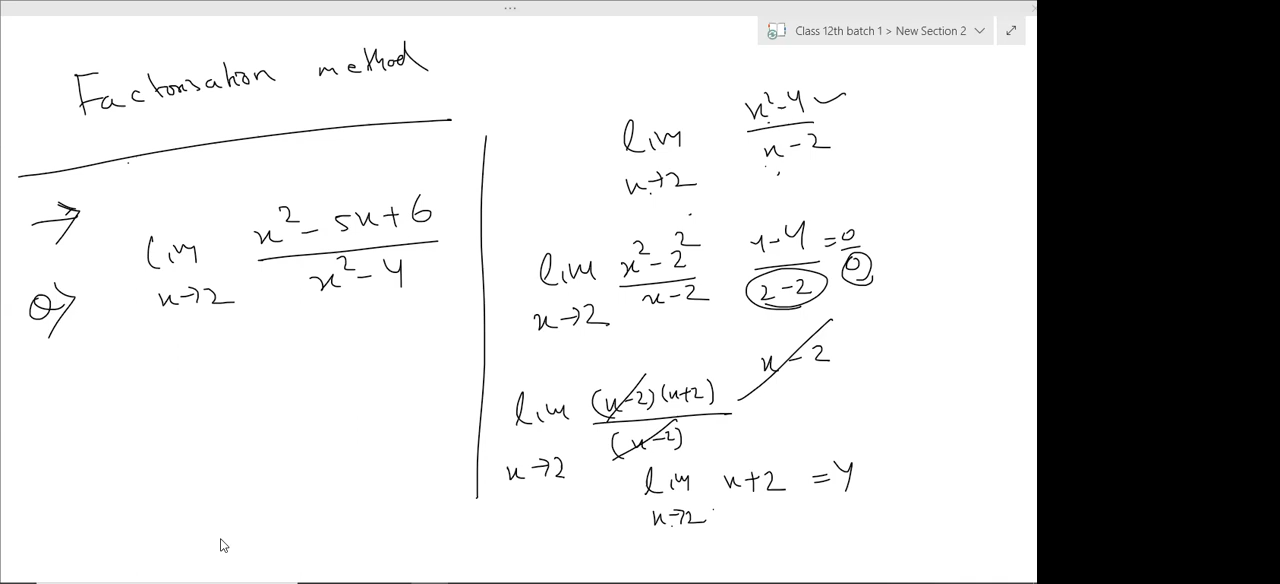 Class 12th batch 1 > New Section 2
Factorisation method
→
Q>
lim x→2 (x² - 5x + 6)/(x² - 4)
lim x→2 (x² - 4)/(x - 2) ✓
lim x→2 (x² - 2²)/(x - 2)
(4 - 4)/(2 - 2) = 0/0
x - 2
lim x→2 (x-2)(x+2)/(x-2)
lim x→2 x+2 = 4